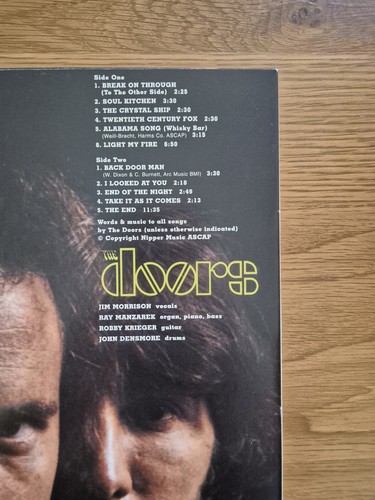 Side One
1. BREAK ON THROUGH
(To The Other Side) 2:25
2. SOUL KITCHEN 3:30
3. THE CRYSTAL SHIP 2:30
4. TWENTIETH CENTURY FOX 2:30
5. ALABAMA SONG (Whisky Bar)
(Weill-Brecht, Harms Co. ASCAP) 3:15
6. LIGHT MY FIRE 6:50
Side Two
1. BACK DOOR MAN
(W. Dixon & C. Burnett, Arc Music BMI) 3:30
2. I LOOKED AT YOU 2:18
3. END OF THE NIGHT 2:49
4. TAKE IT AS IT COMES 2:13
5. THE END 11:35
Words & music to all songs
by The Doors (unless otherwise indicated)
© Copyright Nipper Music ASCAP
THE
doors
JIM MORRISON vocals
RAY MANZAREK organ, piano, bass
ROBBY KRIEGER guitar
JOHN DENSMORE drums